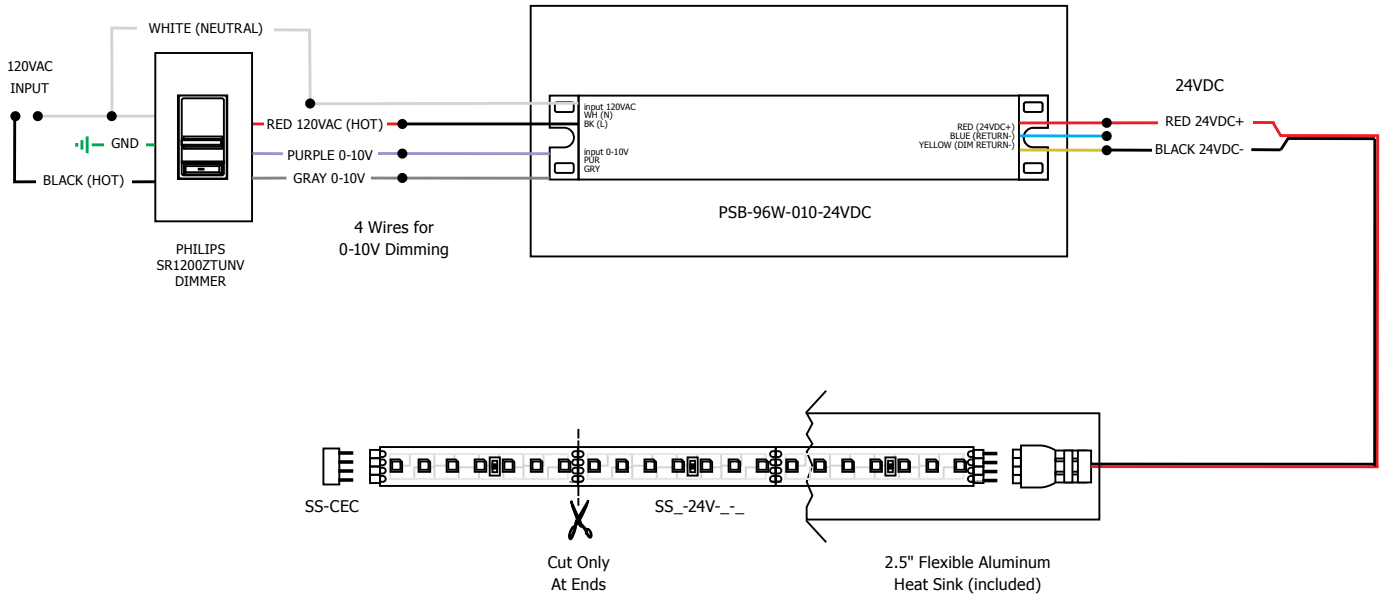 WHITE (NEUTRAL)
120VAC
INPUT
GND
BLACK (HOT)
RED 120VAC (HOT)
PURPLE 0-10V
GRAY 0-10V
4 Wires for
0-10V Dimming
PHILIPS
SR1200ZTUNV
DIMMER
input 120VAC
WH (N)
BK (L)
input 0-10V
PUR
GRY
RED (24VDC+)
BLUE (RETURN-)
YELLOW (DIM RETURN-)
PSB-96W-010-24VDC
24VDC
RED 24VDC+
BLACK 24VDC-
SS-CEC
SS_-24V-_-_
Cut Only
At Ends
2.5" Flexible Aluminum
Heat Sink (included)